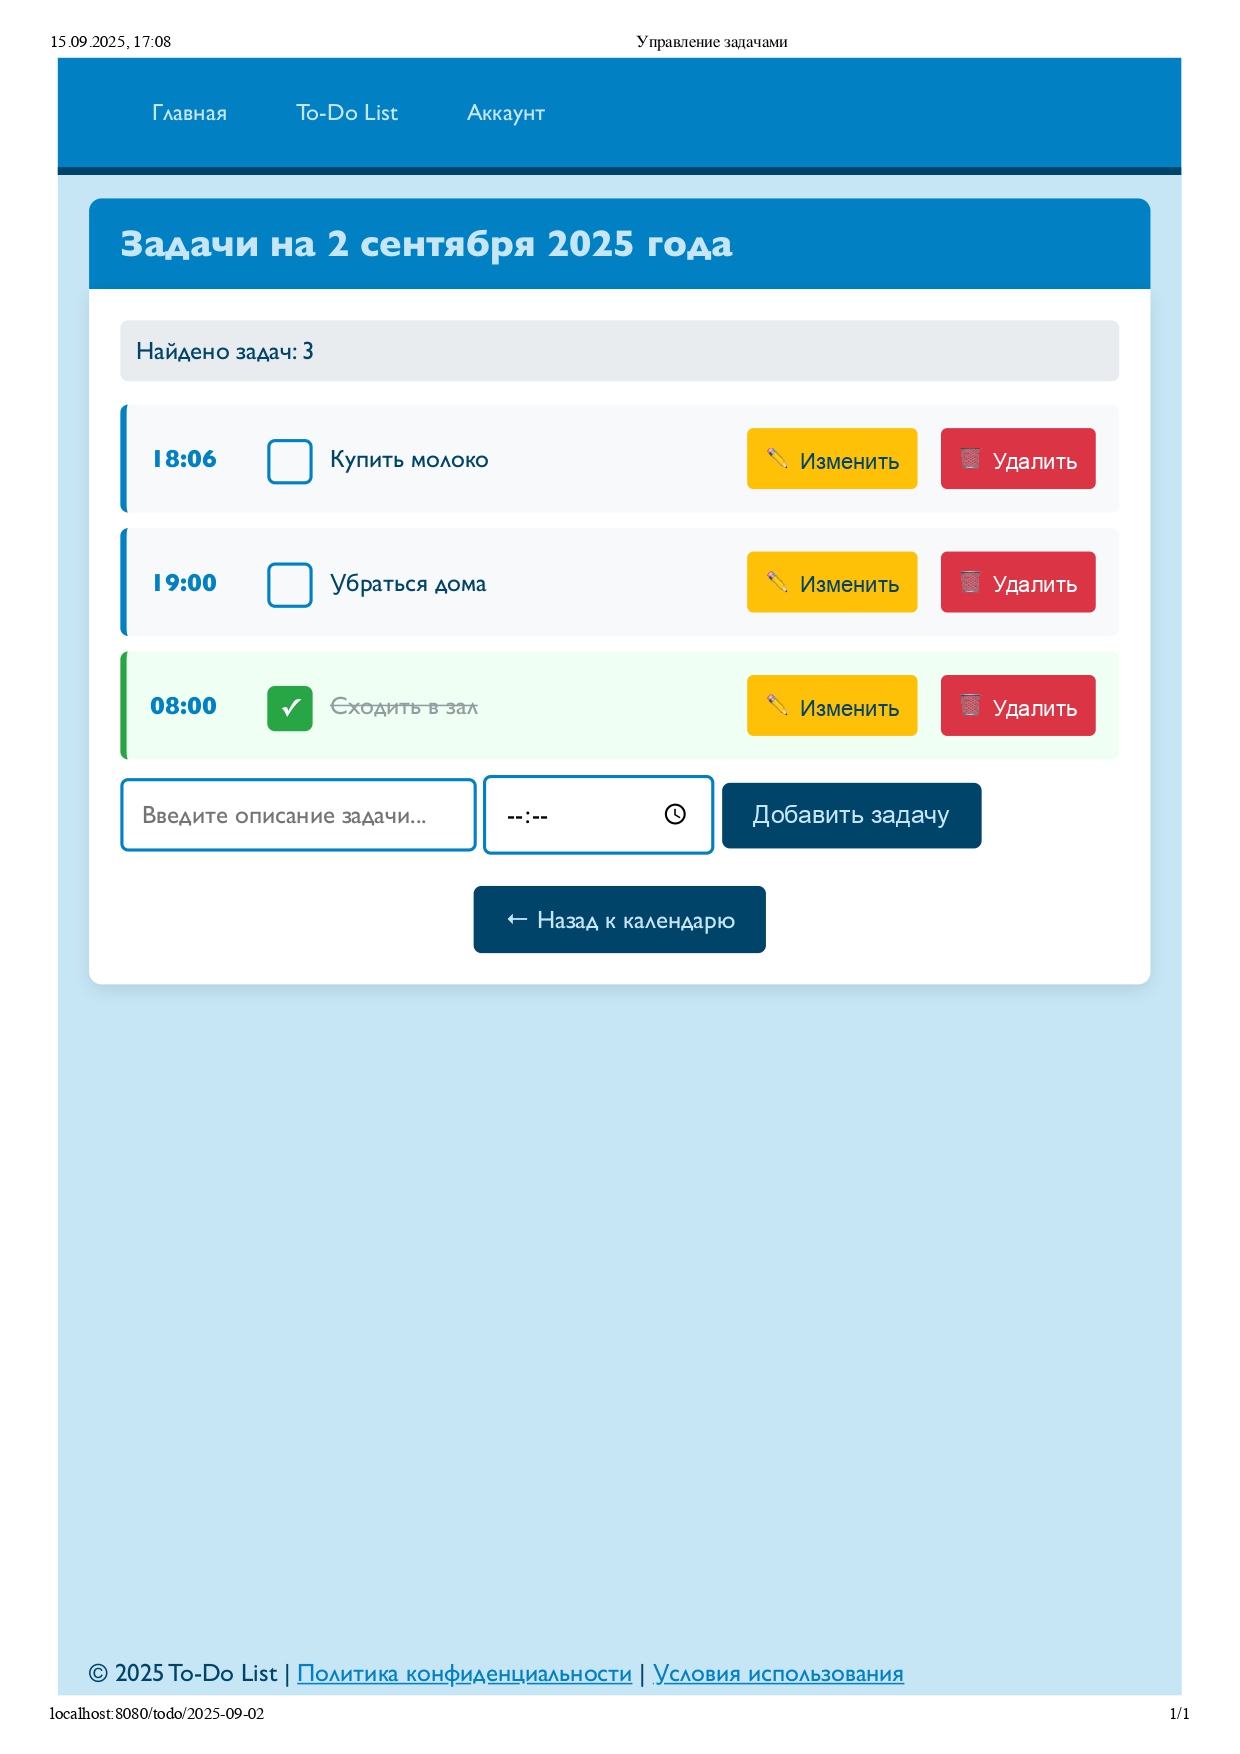 15.09.2025, 17:08 Управление задачами
Главная To-Do List Аккаунт
Задачи на 2 сентября 2025 года
Найдено задач: 3
18:06 Купить молоко ✏️ Изменить 🗑️ Удалить
19:00 Убраться дома ✏️ Изменить 🗑️ Удалить
08:00 ✓ Сходить в зал ✏️ Изменить 🗑️ Удалить
Введите описание задачи... --:-- Добавить задачу
← Назад к календарю
© 2025 To-Do List | Политика конфиденциальности | Условия использования
localhost:8080/todo/2025-09-02 1/1